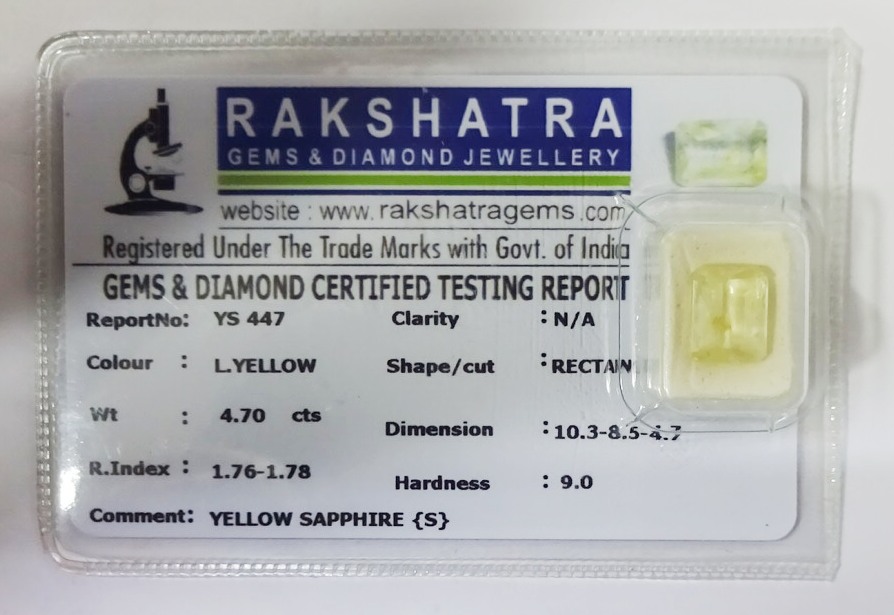 RAKSHATRA
GEMS & DIAMOND JEWELLERY
website : www.rakshatragems.com
Registered Under The Trade Marks with Govt. of India
GEMS & DIAMOND CERTIFIED TESTING REPORT
ReportNo: YS 447 Clarity : N/A
Colour : L.YELLOW Shape/cut :
Wt : 4.70 cts Dimension : 10.3-8.5-4.7
R.Index : 1.76-1.78 Hardness : 9.0
Comment: YELLOW SAPPHIRE {S}